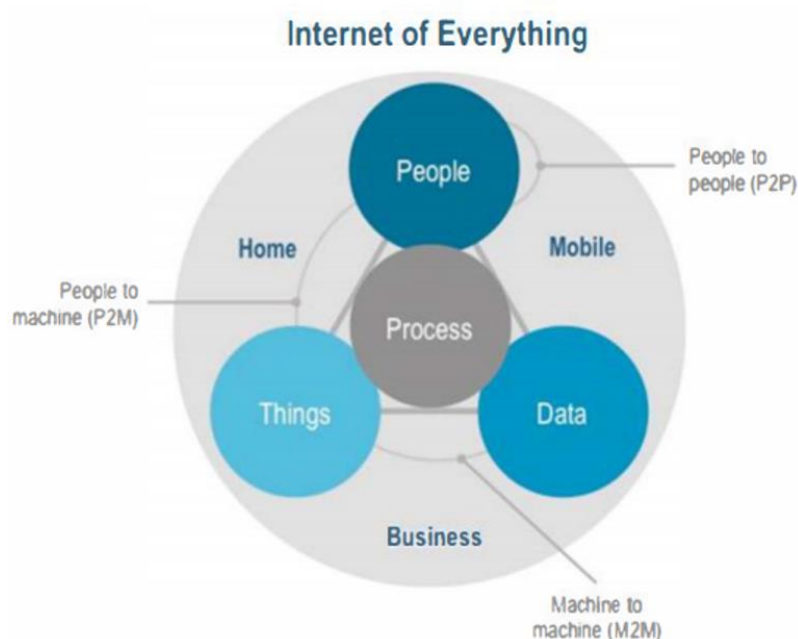 Internet of Everything
People
People to
people (P2P)
Home
Mobile
People to
machine (P2M)
Process
Things
Data
Business
Machine to
machine (M2M)